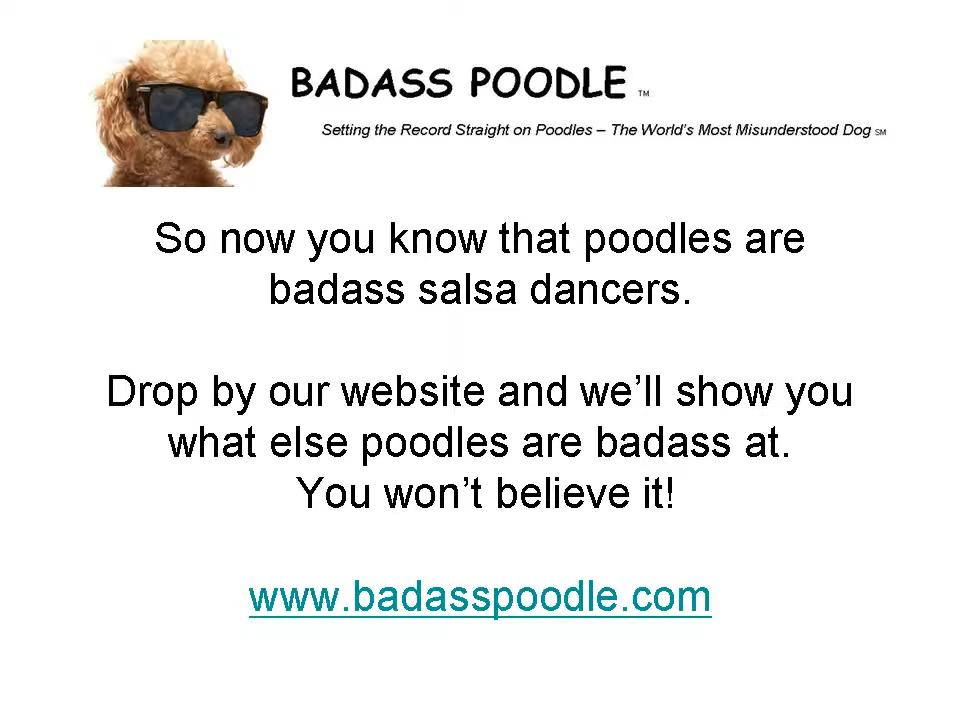 BADASS POODLE ™
Setting the Record Straight on Poodles – The World's Most Misunderstood Dog ℠
So now you know that poodles are
badass salsa dancers.
Drop by our website and we’ll show you
what else poodles are badass at.
You won’t believe it!
www.badasspoodle.com